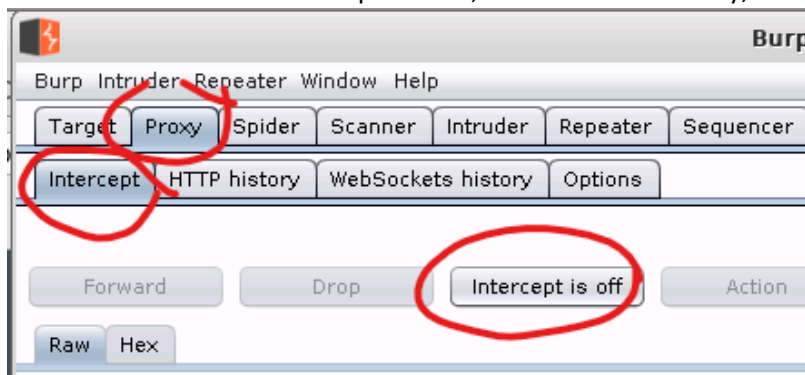 Burp
Burp Intruder Repeater Window Help
Target Proxy Spider Scanner Intruder Repeater Sequencer
Intercept HTTP history WebSockets history Options
Forward Drop Intercept is off Action
Raw Hex